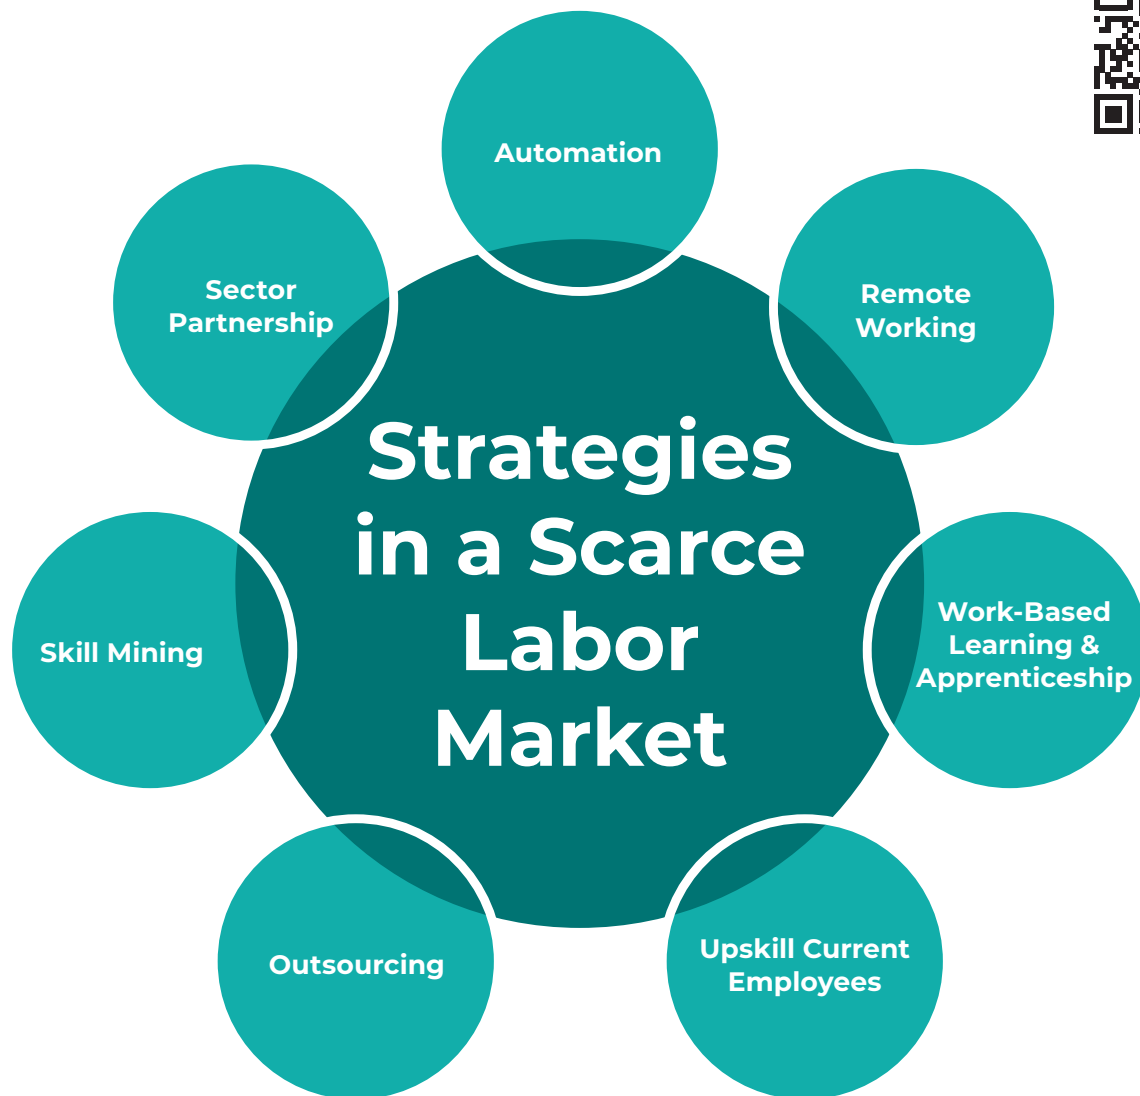 Automation
Sector
Partnership
Remote
Working
Strategies
in a Scarce
Labor
Market
Skill Mining
Work-Based
Learning &
Apprenticeship
Outsourcing
Upskill Current
Employees